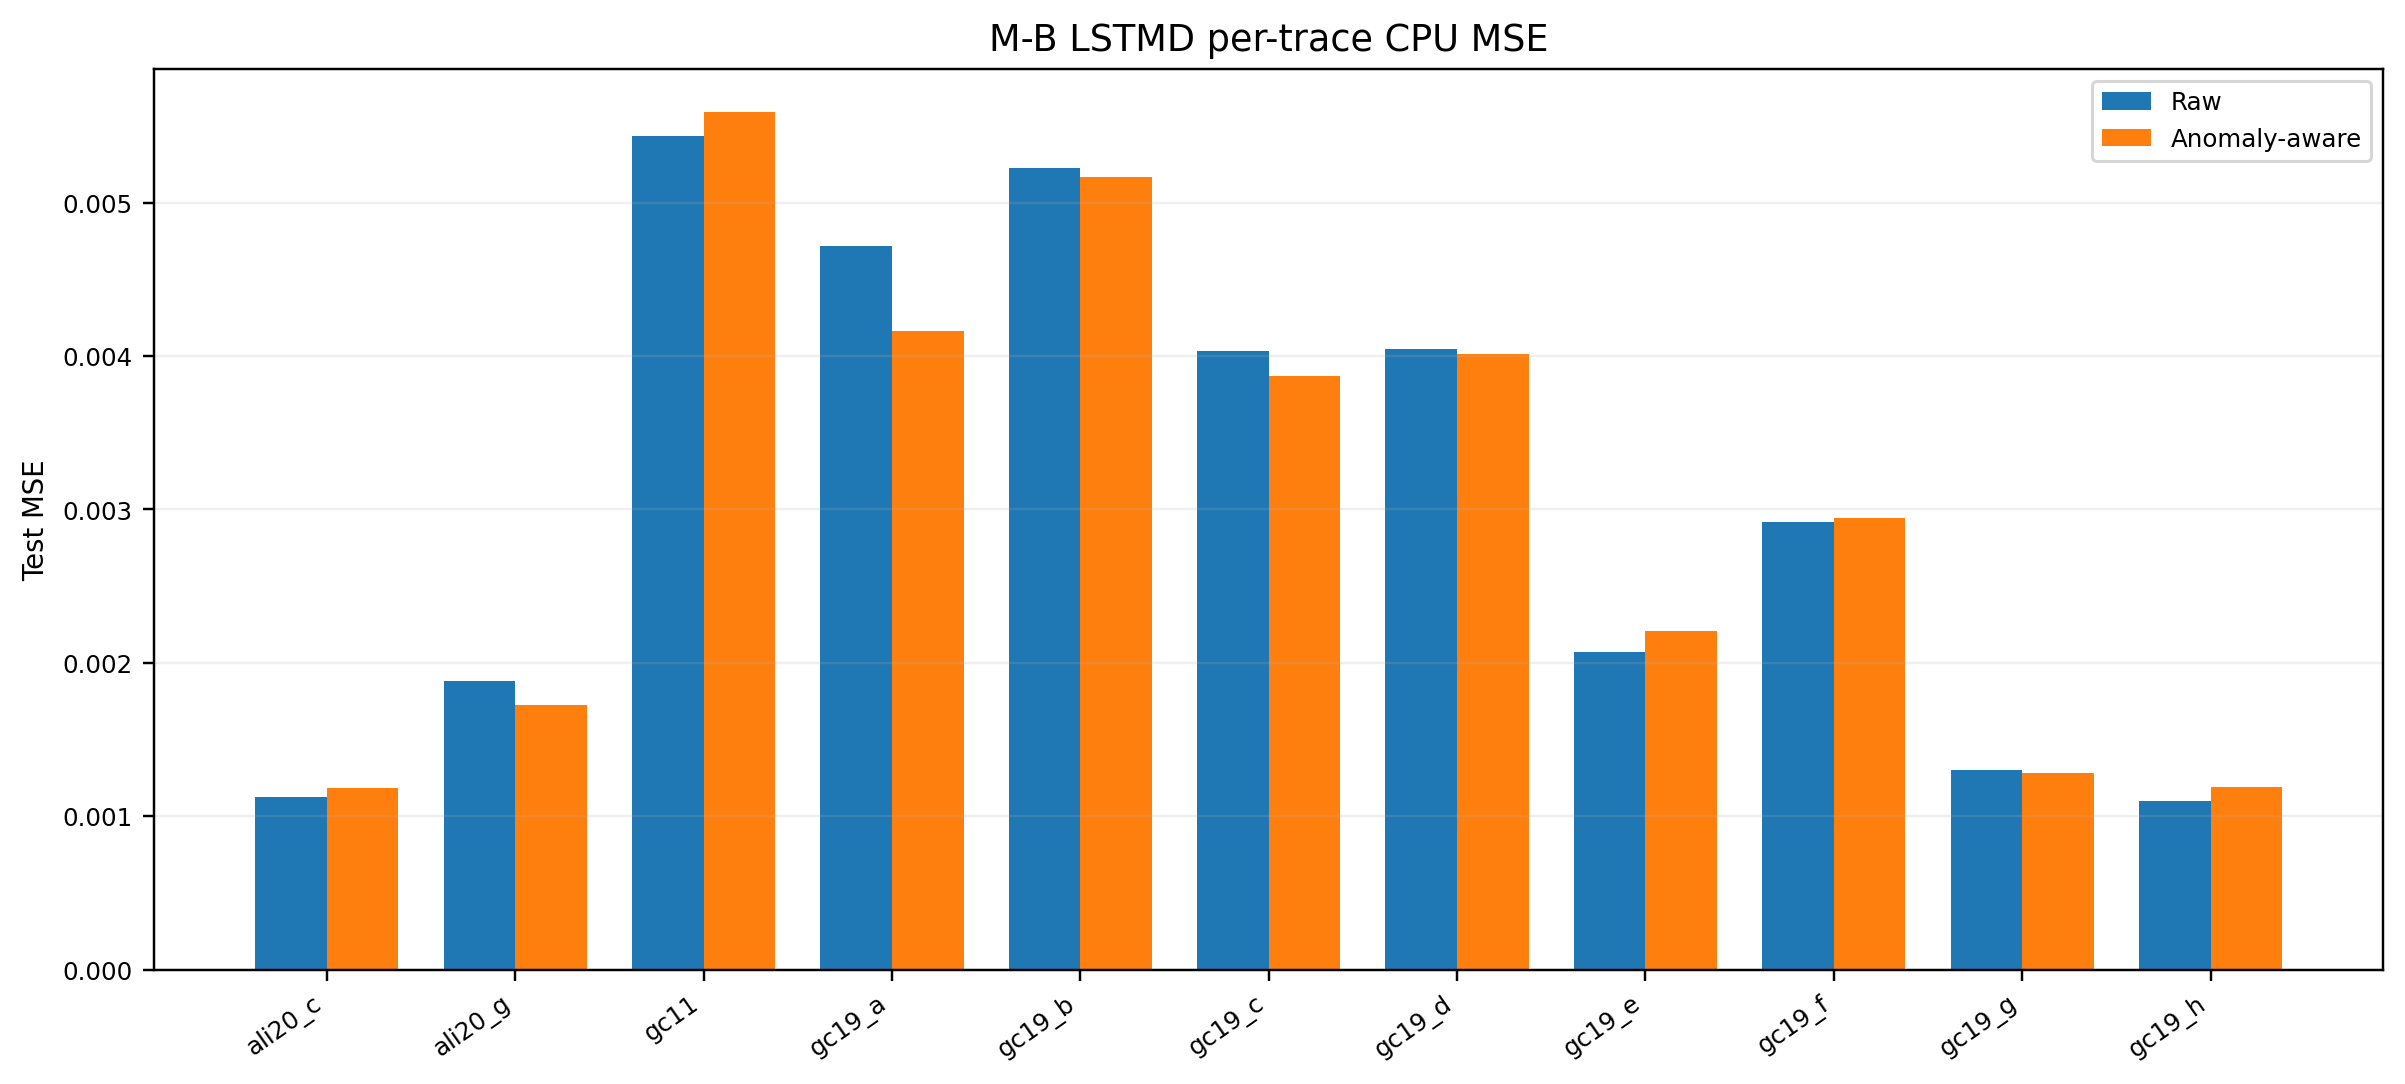 M-B LSTMD per-trace CPU MSE
Raw
Anomaly-aware
Test MSE
0.005
0.004
0.003
0.002
0.001
0.000
ali20_c
ali20_g
gc11
gc19_a
gc19_b
gc19_c
gc19_d
gc19_e
gc19_f
gc19_g
gc19_h